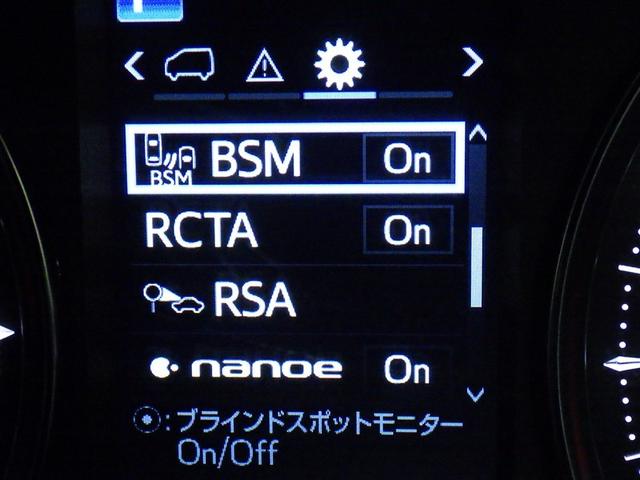 BSM BSM On
RCTA On
RSA
nanoe On
: ブラインドスポットモニター
On/Off